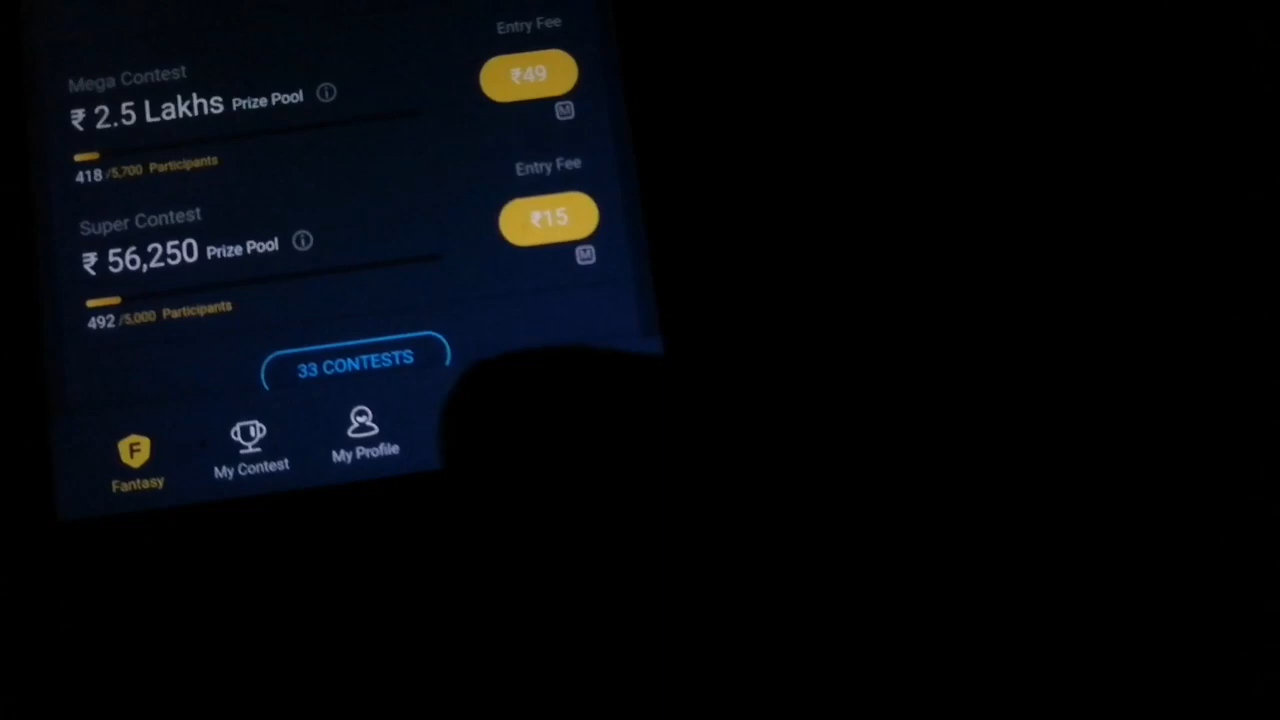 Entry Fee
Mega Contest
₹ 2.5 Lakhs Prize Pool
₹49
M
418 /5,700 Participants
Entry Fee
Super Contest
₹ 56,250 Prize Pool
₹15
M
492 /5,000 Participants
33 CONTESTS
F
Fantasy
My Contest
My Profile